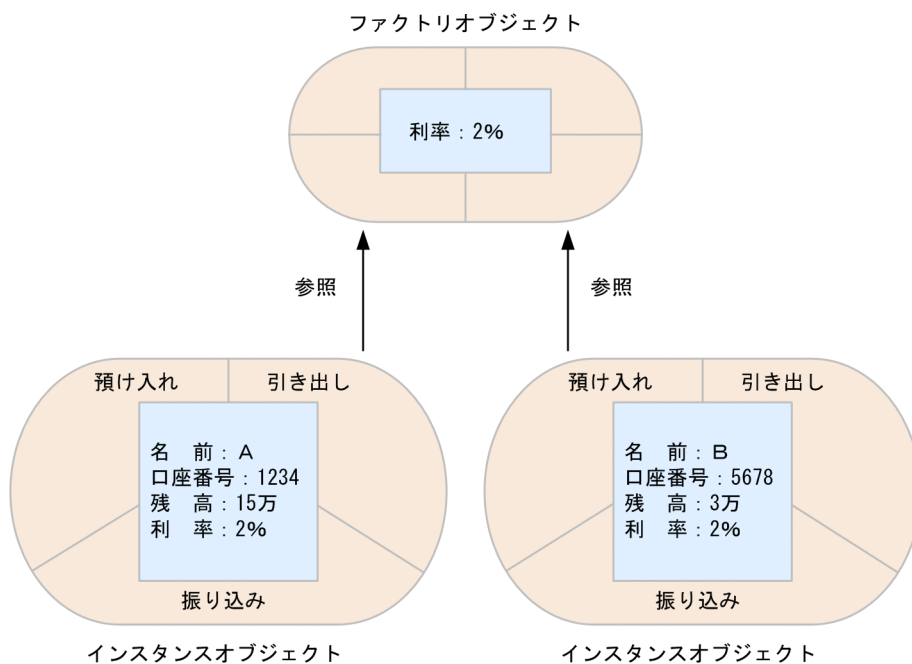 ファクトリオブジェクト
利率：2%
参照
参照
預け入れ
引き出し
名　前：A
口座番号：1234
残　高：15万
利　率：2%
振り込み
インスタンスオブジェクト
預け入れ
引き出し
名　前：B
口座番号：5678
残　高：3万
利　率：2%
振り込み
インスタンスオブジェクト